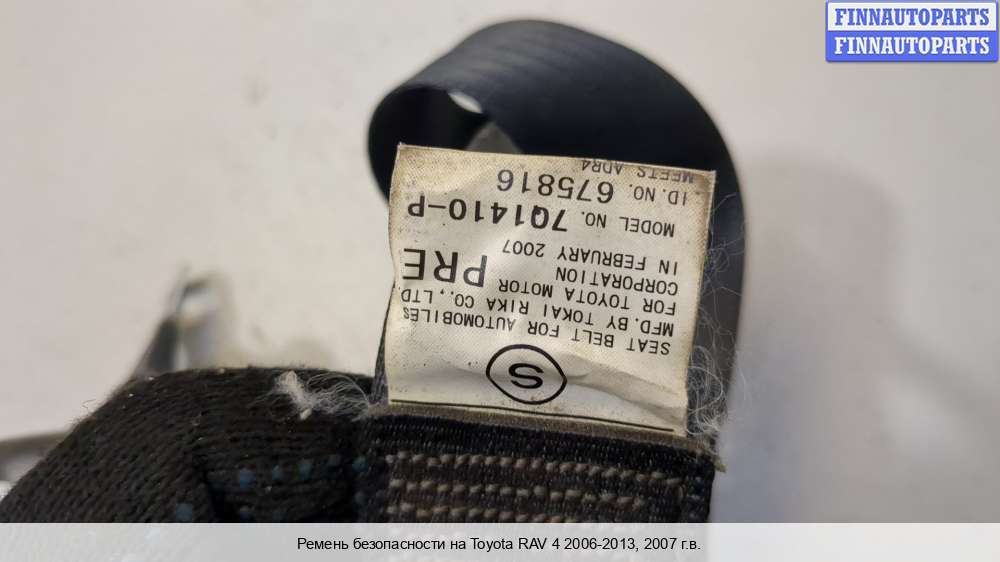 FINNAUTOPARTS
FINNAUTOPARTS
S
SEAT BELT FOR AUTOMOBILES
MFD. BY TOKAI RIKA CO., LTD.
FOR TOYOTA MOTOR
CORPORATION PRE
IN FEBRUARY 2007
MODEL NO. 7Q1410-P
ID. NO. 675816
MEETS ADR4
Ремень безопасности на Toyota RAV 4 2006-2013, 2007 г.в.